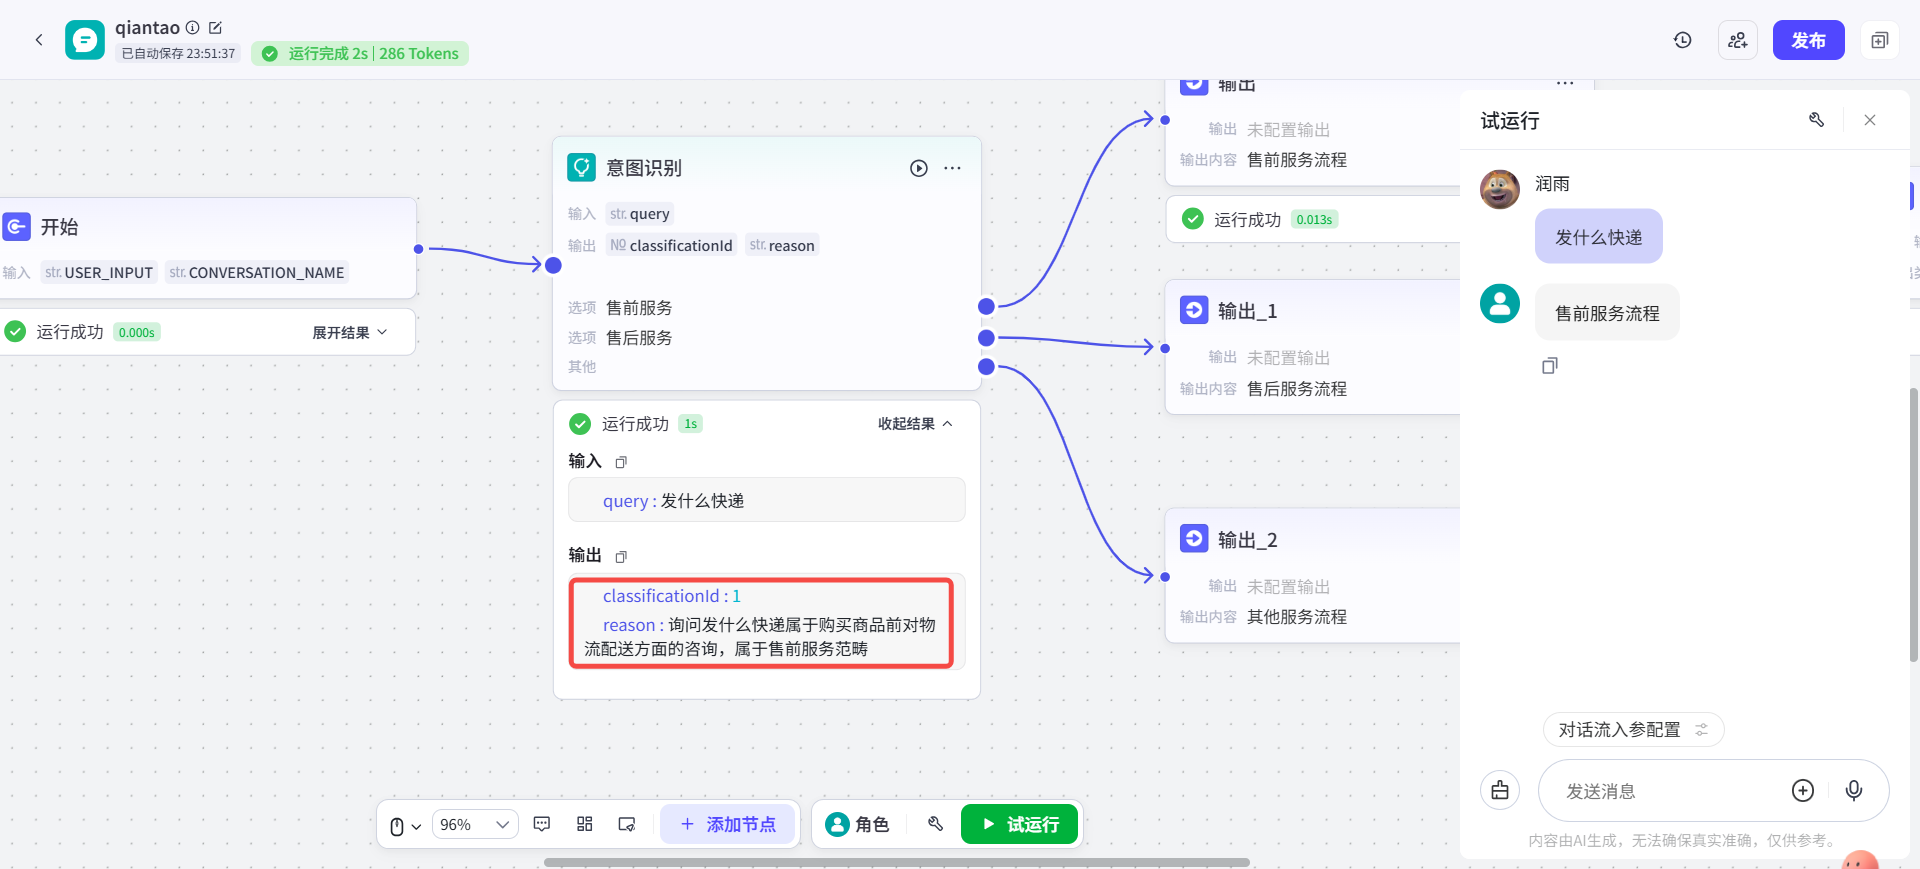 qiantao
已自动保存 23:51:37
运行完成 2s | 286 Tokens
发布
开始
输入 str. USER_INPUT str. CONVERSATION_NAME
运行成功 0.000s 展开结果
意图识别
输入 str. query
输出 No classificationId str. reason
选项 售前服务
选项 售后服务
其他
运行成功 1s 收起结果
输入
query : 发什么快递
输出
classificationId : 1
reason : 询问发什么快递属于购买商品前对物
流配送方面的咨询，属于售前服务范畴
输出
输出 未配置输出
输出内容 售前服务流程
运行成功 0.013s
输出_1
输出 未配置输出
输出内容 售后服务流程
输出_2
输出 未配置输出
输出内容 其他服务流程
试运行
润雨
发什么快递
售前服务流程
对话流入参配置
发送消息
内容由AI生成，无法确保真实准确，仅供参考。
96%
添加节点
角色
试运行